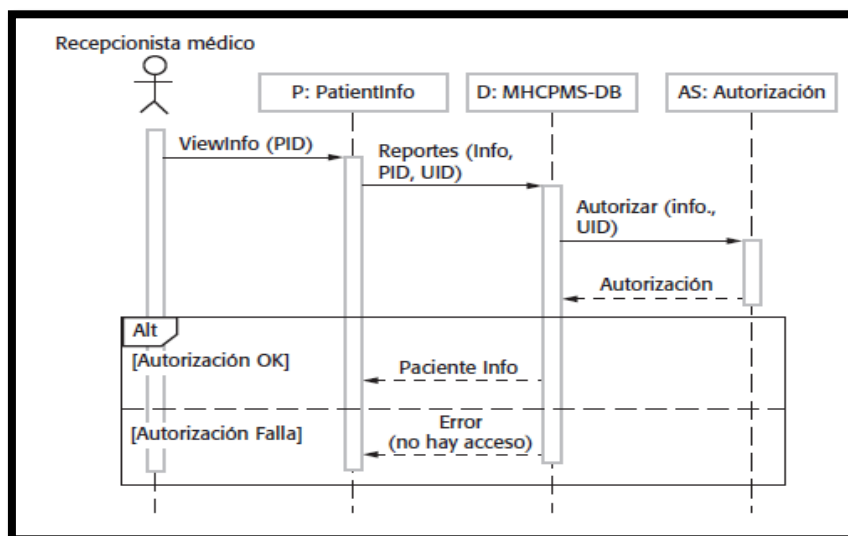 Recepcionista médico
P: PatientInfo
D: MHCPMS-DB
AS: Autorización
ViewInfo (PID)
Reportes (Info,
PID, UID)
Autorizar (info.,
UID)
Autorización
Alt
[Autorización OK]
Paciente Info
[Autorización Falla]
Error
(no hay acceso)